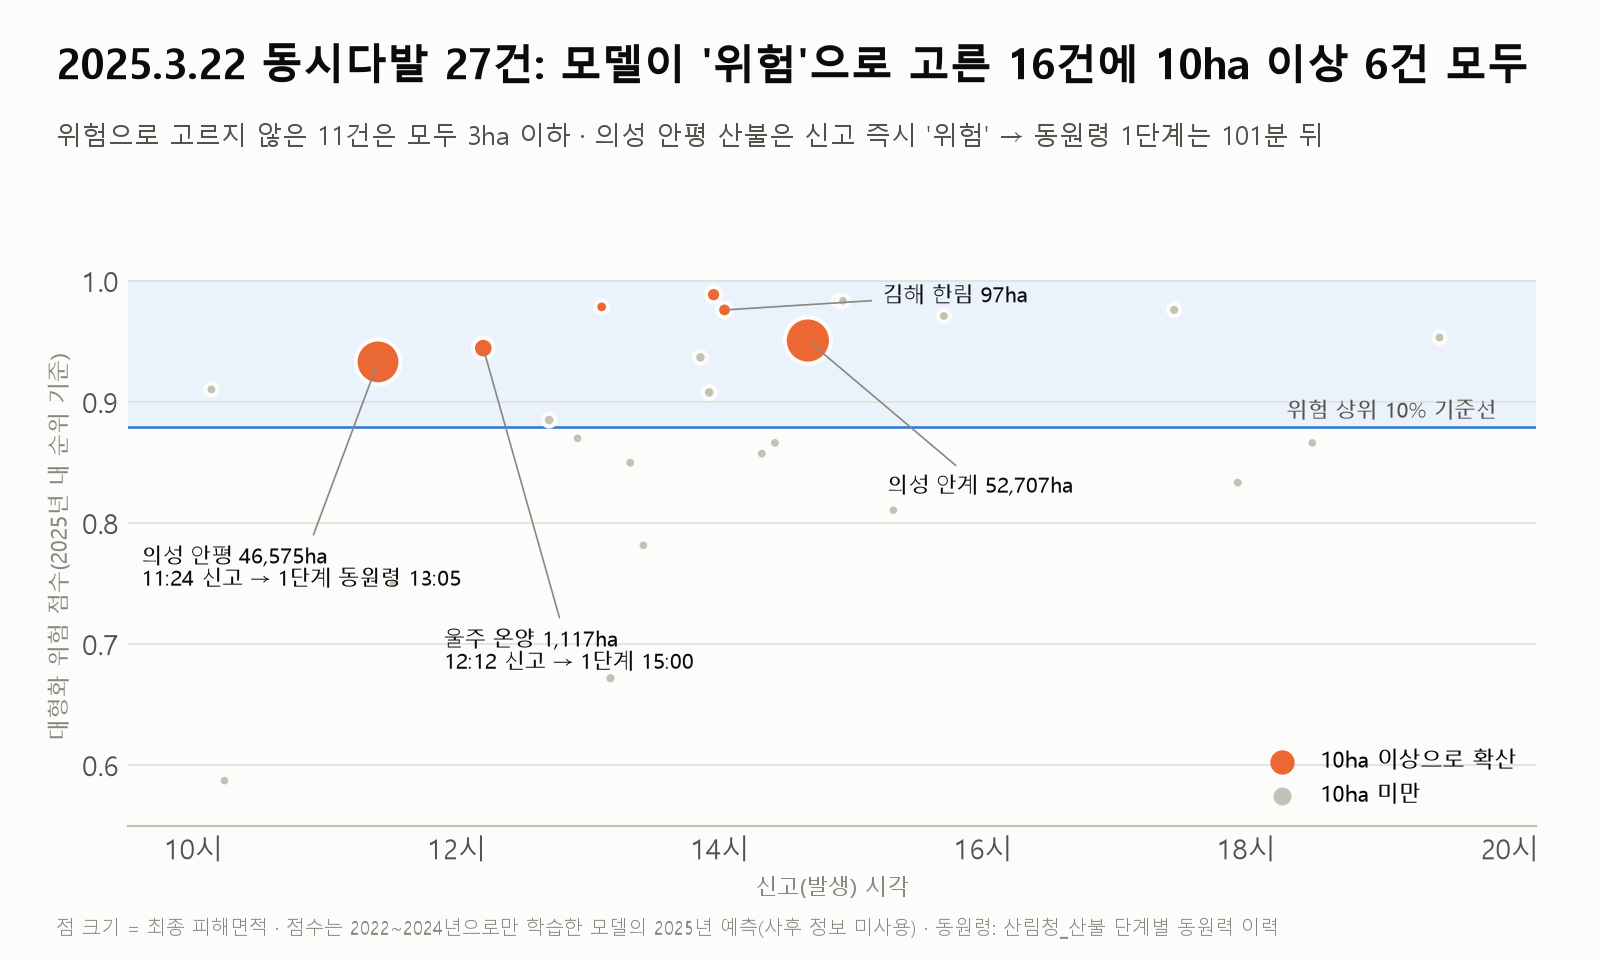 2025.3.22 동시다발 27건: 모델이 '위험'으로 고른 16건에 10ha 이상 6건 모두
위험으로 고르지 않은 11건은 모두 3ha 이하 · 의성 안평 산불은 신고 즉시 '위험' → 동원령 1단계는 101분 뒤
대형화 위험 점수(2025년 내 순위 기준)
1.0
0.9
0.8
0.7
0.6
김해 한림 97ha
위험 상위 10% 기준선
의성 안계 52,707ha
의성 안평 46,575ha
11:24 신고 → 1단계 동원령 13:05
울주 온양 1,117ha
12:12 신고 → 1단계 15:00
10ha 이상으로 확산
10ha 미만
10시
12시
14시
16시
18시
20시
신고(발생) 시각
점 크기 = 최종 피해면적 · 점수는 2022~2024년으로만 학습한 모델의 2025년 예측(사후 정보 미사용) · 동원령: 산림청_산불 단계별 동원력 이력